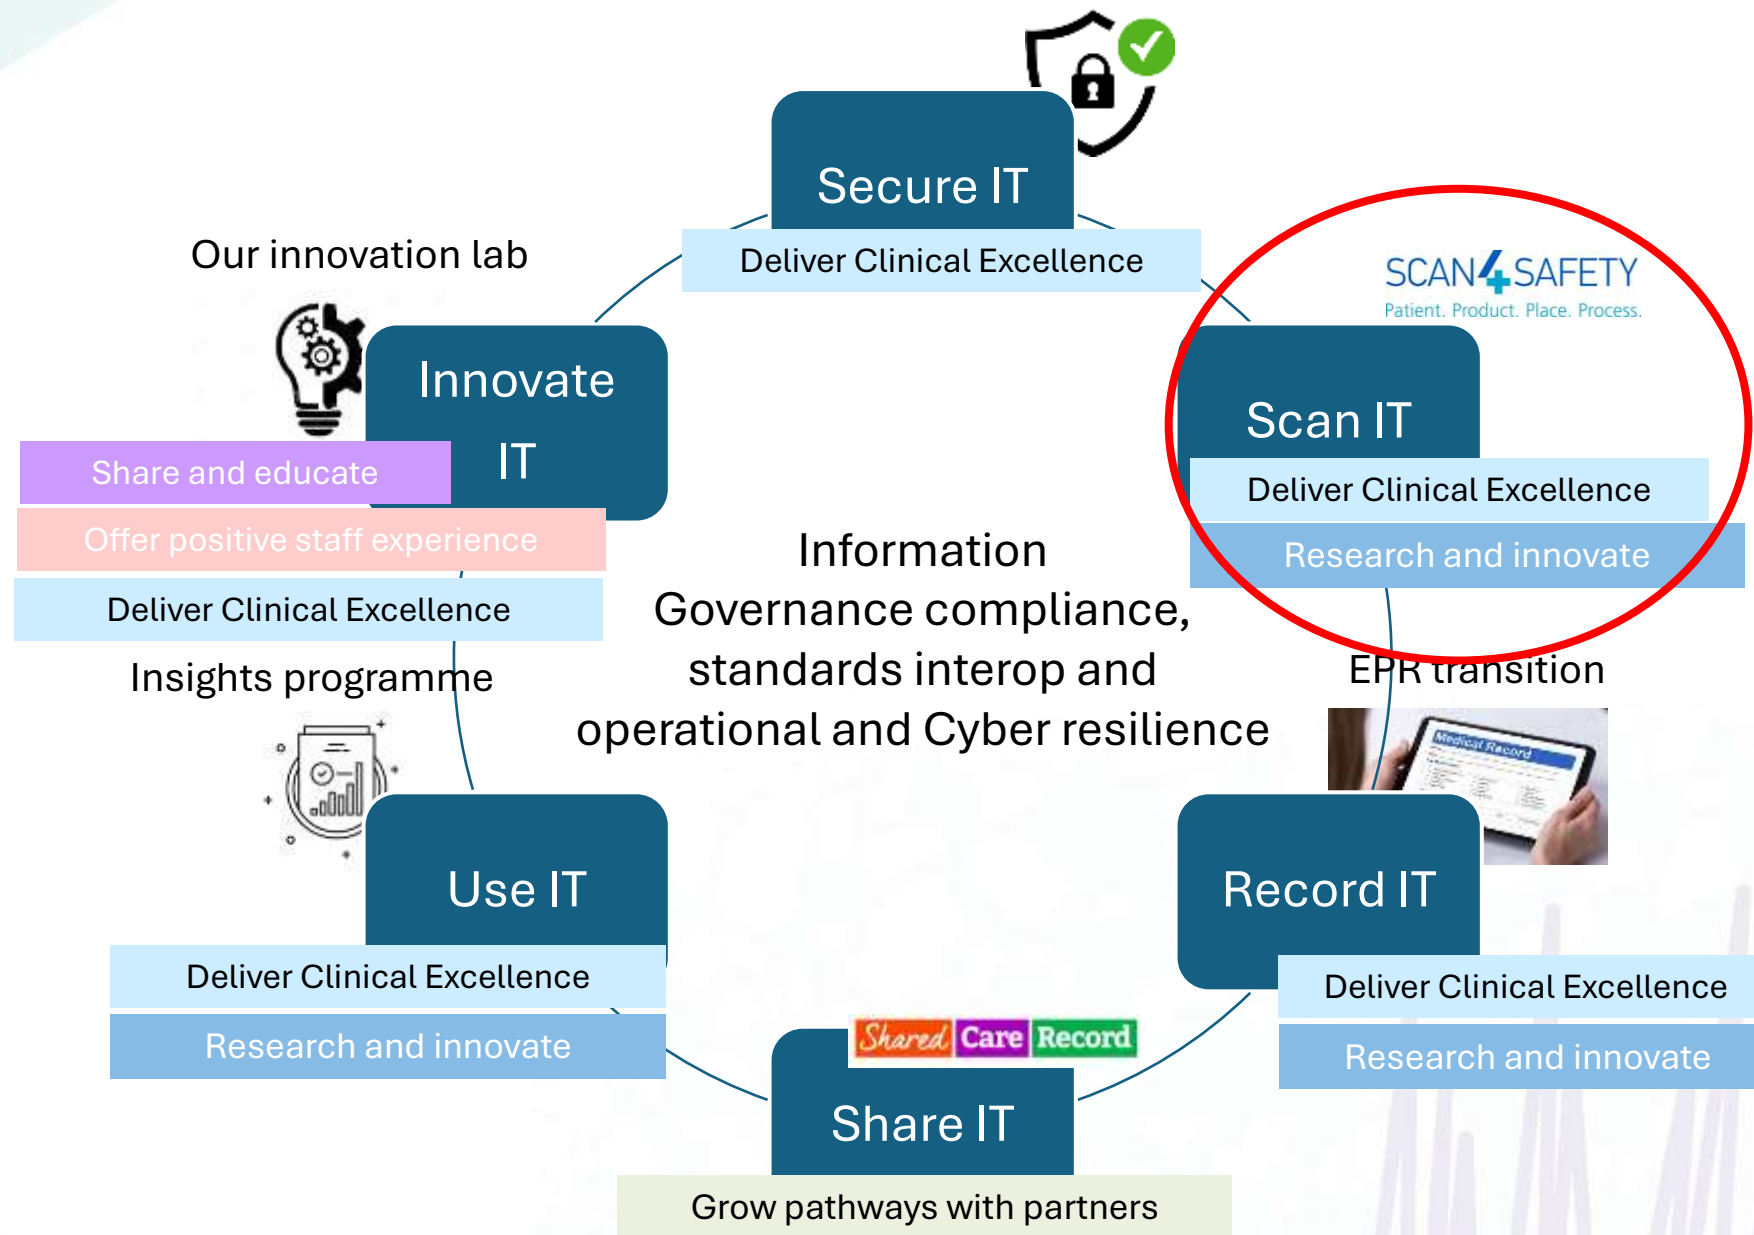 Secure IT
Deliver Clinical Excellence
SCAN4SAFETY
Patient. Product. Place. Process.
Scan IT
Deliver Clinical Excellence
Research and innovate
EPR transition
Medical Record
Record IT
Deliver Clinical Excellence
Research and innovate
Shared Care Record
Share IT
Grow pathways with partners
Insights programme
Use IT
Deliver Clinical Excellence
Research and innovate
Our innovation lab
Innovate
IT
Share and educate
Offer positive staff experience
Deliver Clinical Excellence
Information
Governance compliance,
standards interop and
operational and Cyber resilience